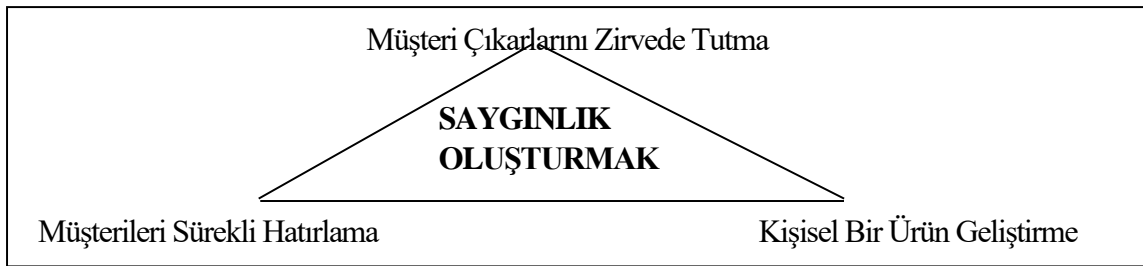 Müşteri Çıkarlarını Zirvede Tutma
SAYGINLIK
OLUŞTURMAK
Müşterileri Sürekli Hatırlama
Kişisel Bir Ürün Geliştirme